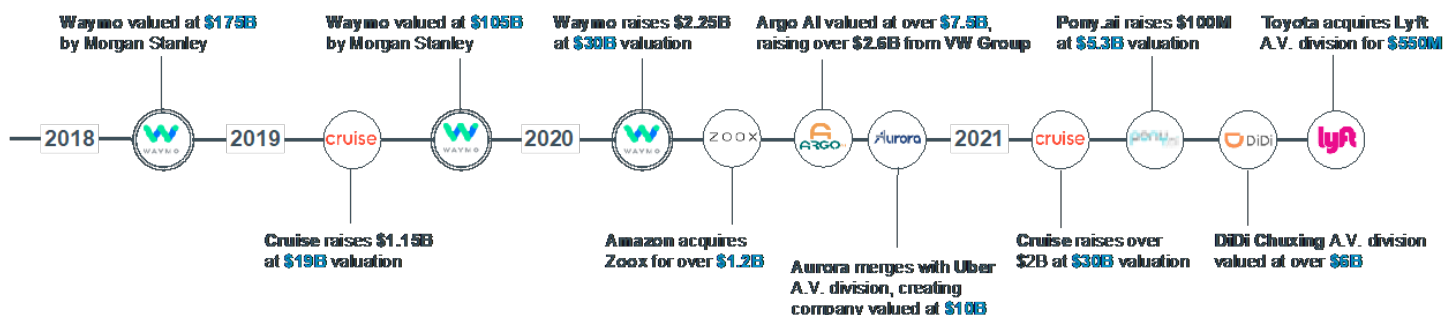 Waymo valued at $175B
by Morgan Stanley
Waymo valued at $105B
by Morgan Stanley
Waymo raises $2.25B
at $30B valuation
Argo AI valued at over $7.5B,
raising over $2.6B from VW Group
Pony.ai raises $100M
at $5.3B valuation
Toyota acquires Lyft
A.V. division for $550M
2018
WAYMO
2019
cruise
WAYMO
2020
WAYMO
ZOOX
ARGO
Aurora
2021
cruise
pony
DiDi
lyft
Cruise raises $1.15B
at $19B valuation
Amazon acquires
Zoox for over $1.2B
Aurora merges with Uber
A.V. division, creating
company valued at $10B
Cruise raises over
$2B at $30B valuation
DiDi Chuxing A.V. division
valued at over $6B